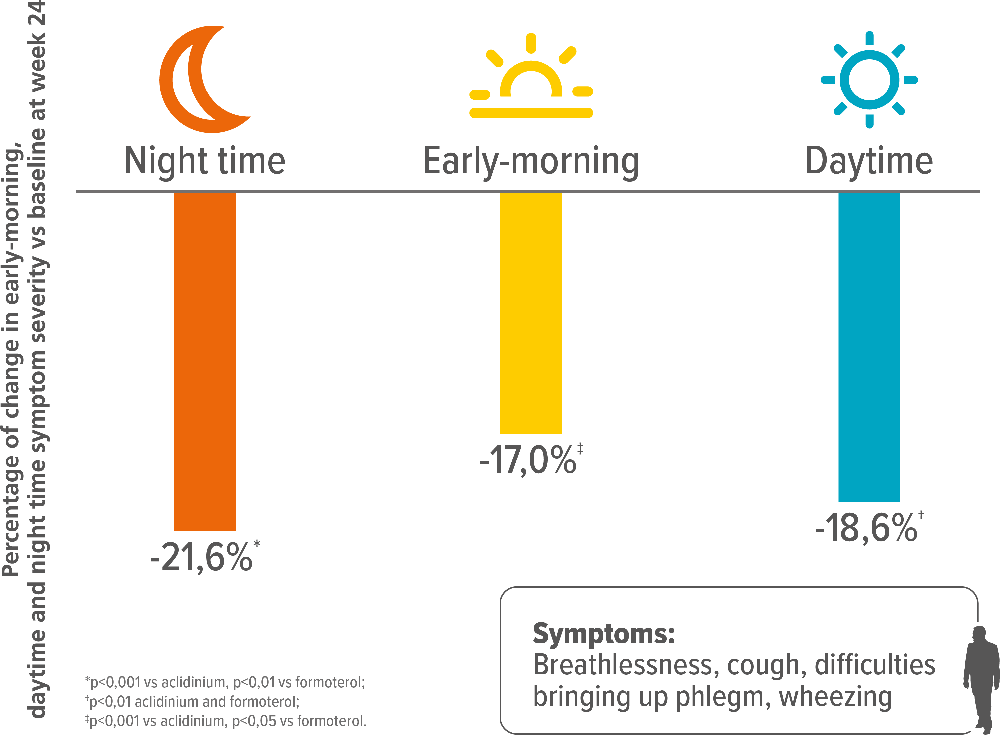 Percentage of change in early-morning,
daytime and night time symptom severity vs baseline at week 24
Night time
Early-morning
Daytime
-21,6%*
-17,0%‡
-18,6%†
*p<0,001 vs aclidinium, p<0,01 vs formoterol;
†p<0,01 aclidinium and formoterol;
‡p<0,001 vs aclidinium, p<0,05 vs formoterol.
Symptoms:
Breathlessness, cough, difficulties
bringing up phlegm, wheezing